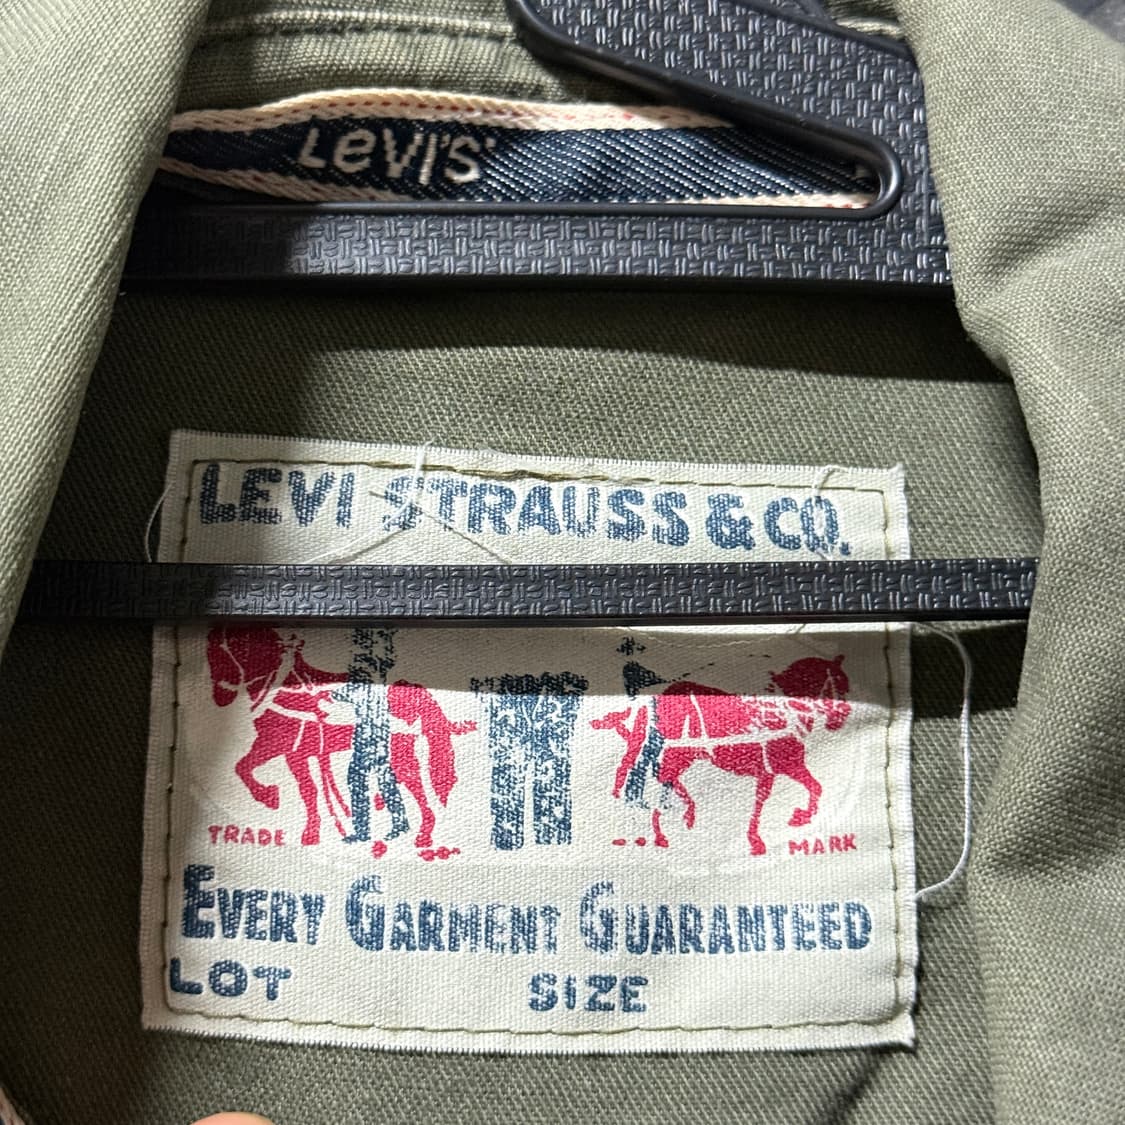 Levi's
LEVI STRAUSS & CO.
TRADE MARK
EVERY GARMENT GUARANTEED
LOT SIZE